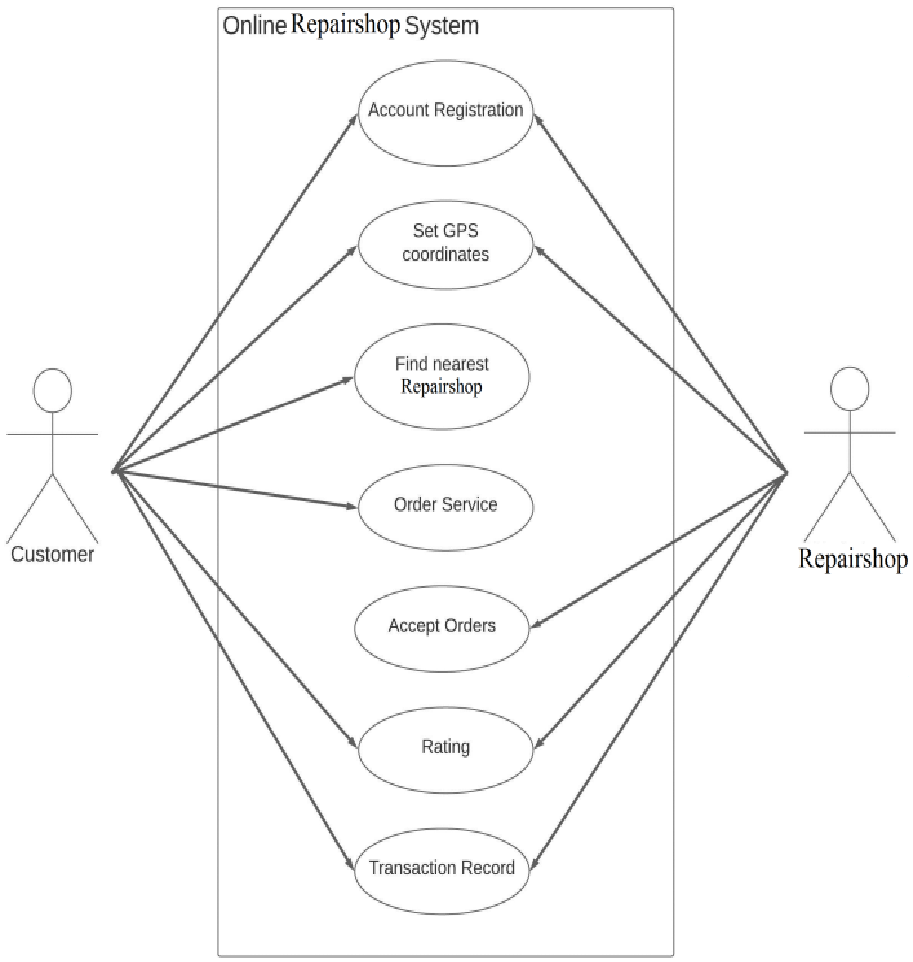 Online Repairshop System
Account Registration
Set GPS
coordinates
Find nearest
Repairshop
Order Service
Customer
Repairshop
Accept Orders
Rating
Transaction Record